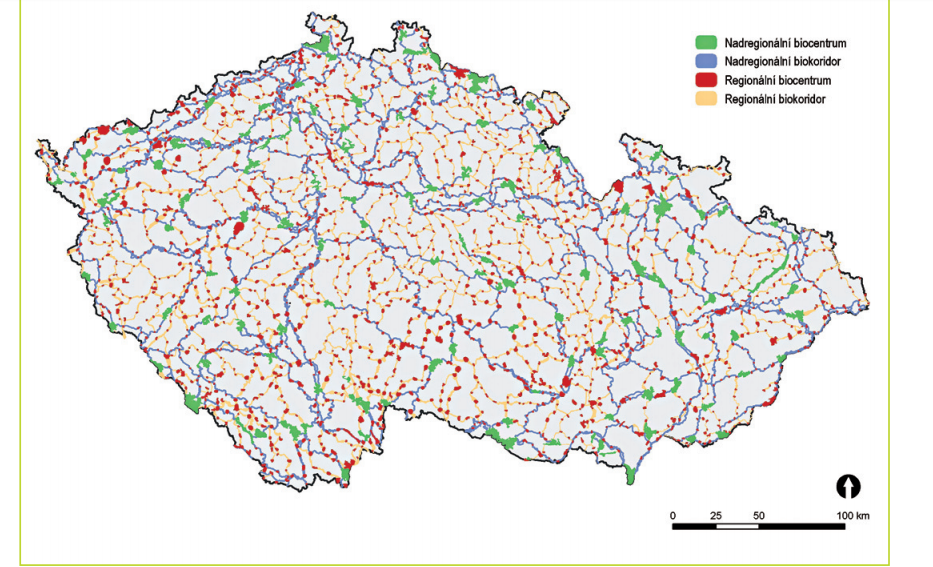 Nadregionální biocentrum
Nadregionální biokoridor
Regionální biocentrum
Regionální biokoridor
0 25 50 100 km